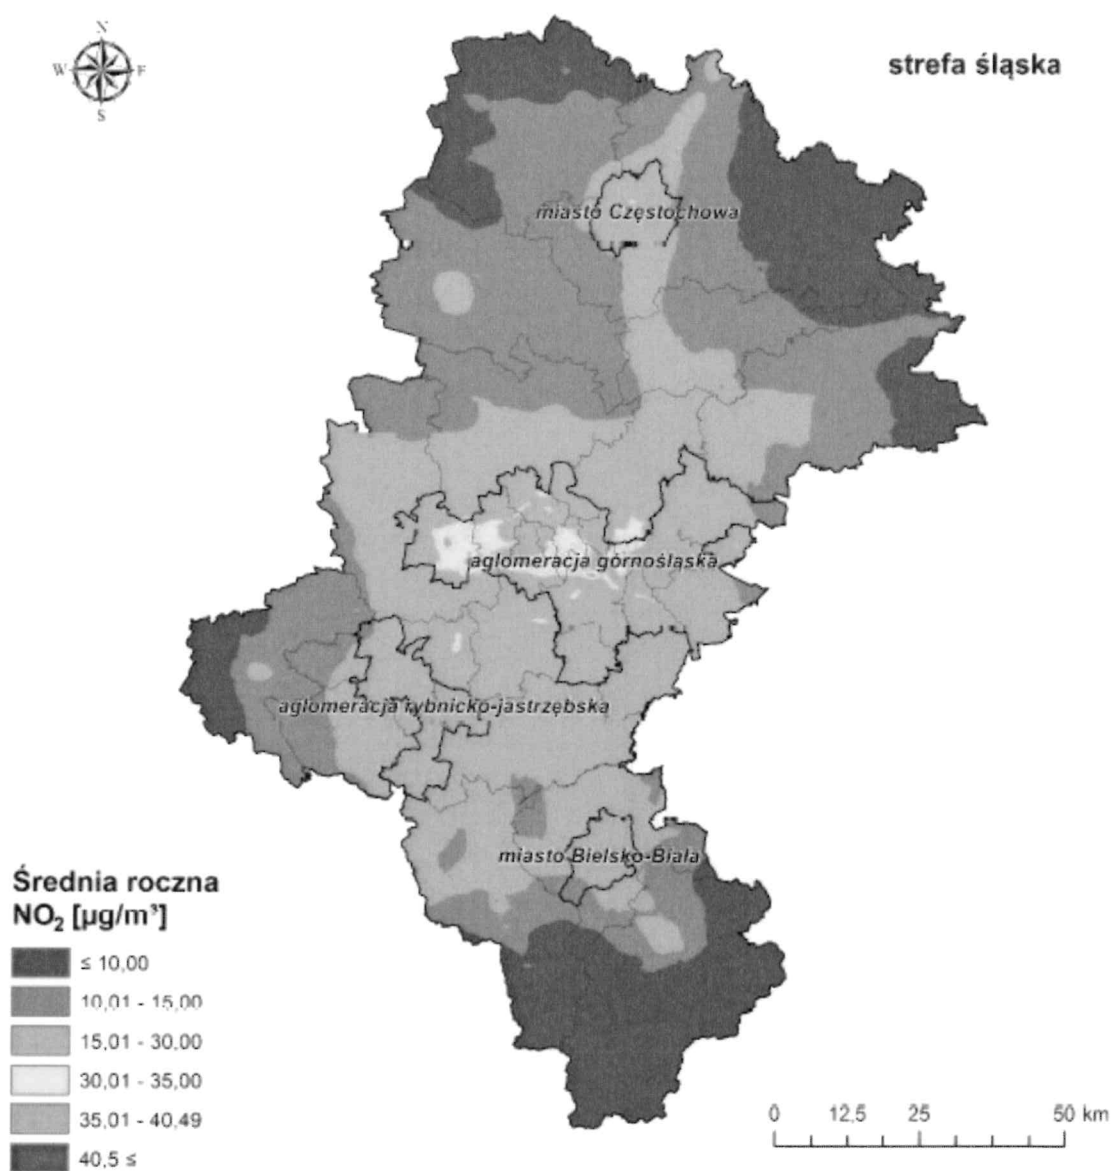 N
W
E
S
strefa śląska
miasto Częstochowa
aglomeracja górnośląska
aglomeracja rybnicko-jastrzębska
miasto Bielsko-Biała
Średnia roczna
NO₂ [µg/m³]
≤ 10,00
10,01 - 15,00
15,01 - 30,00
30,01 - 35,00
35,01 - 40,49
40,5 ≤
0 12,5 25 50 km